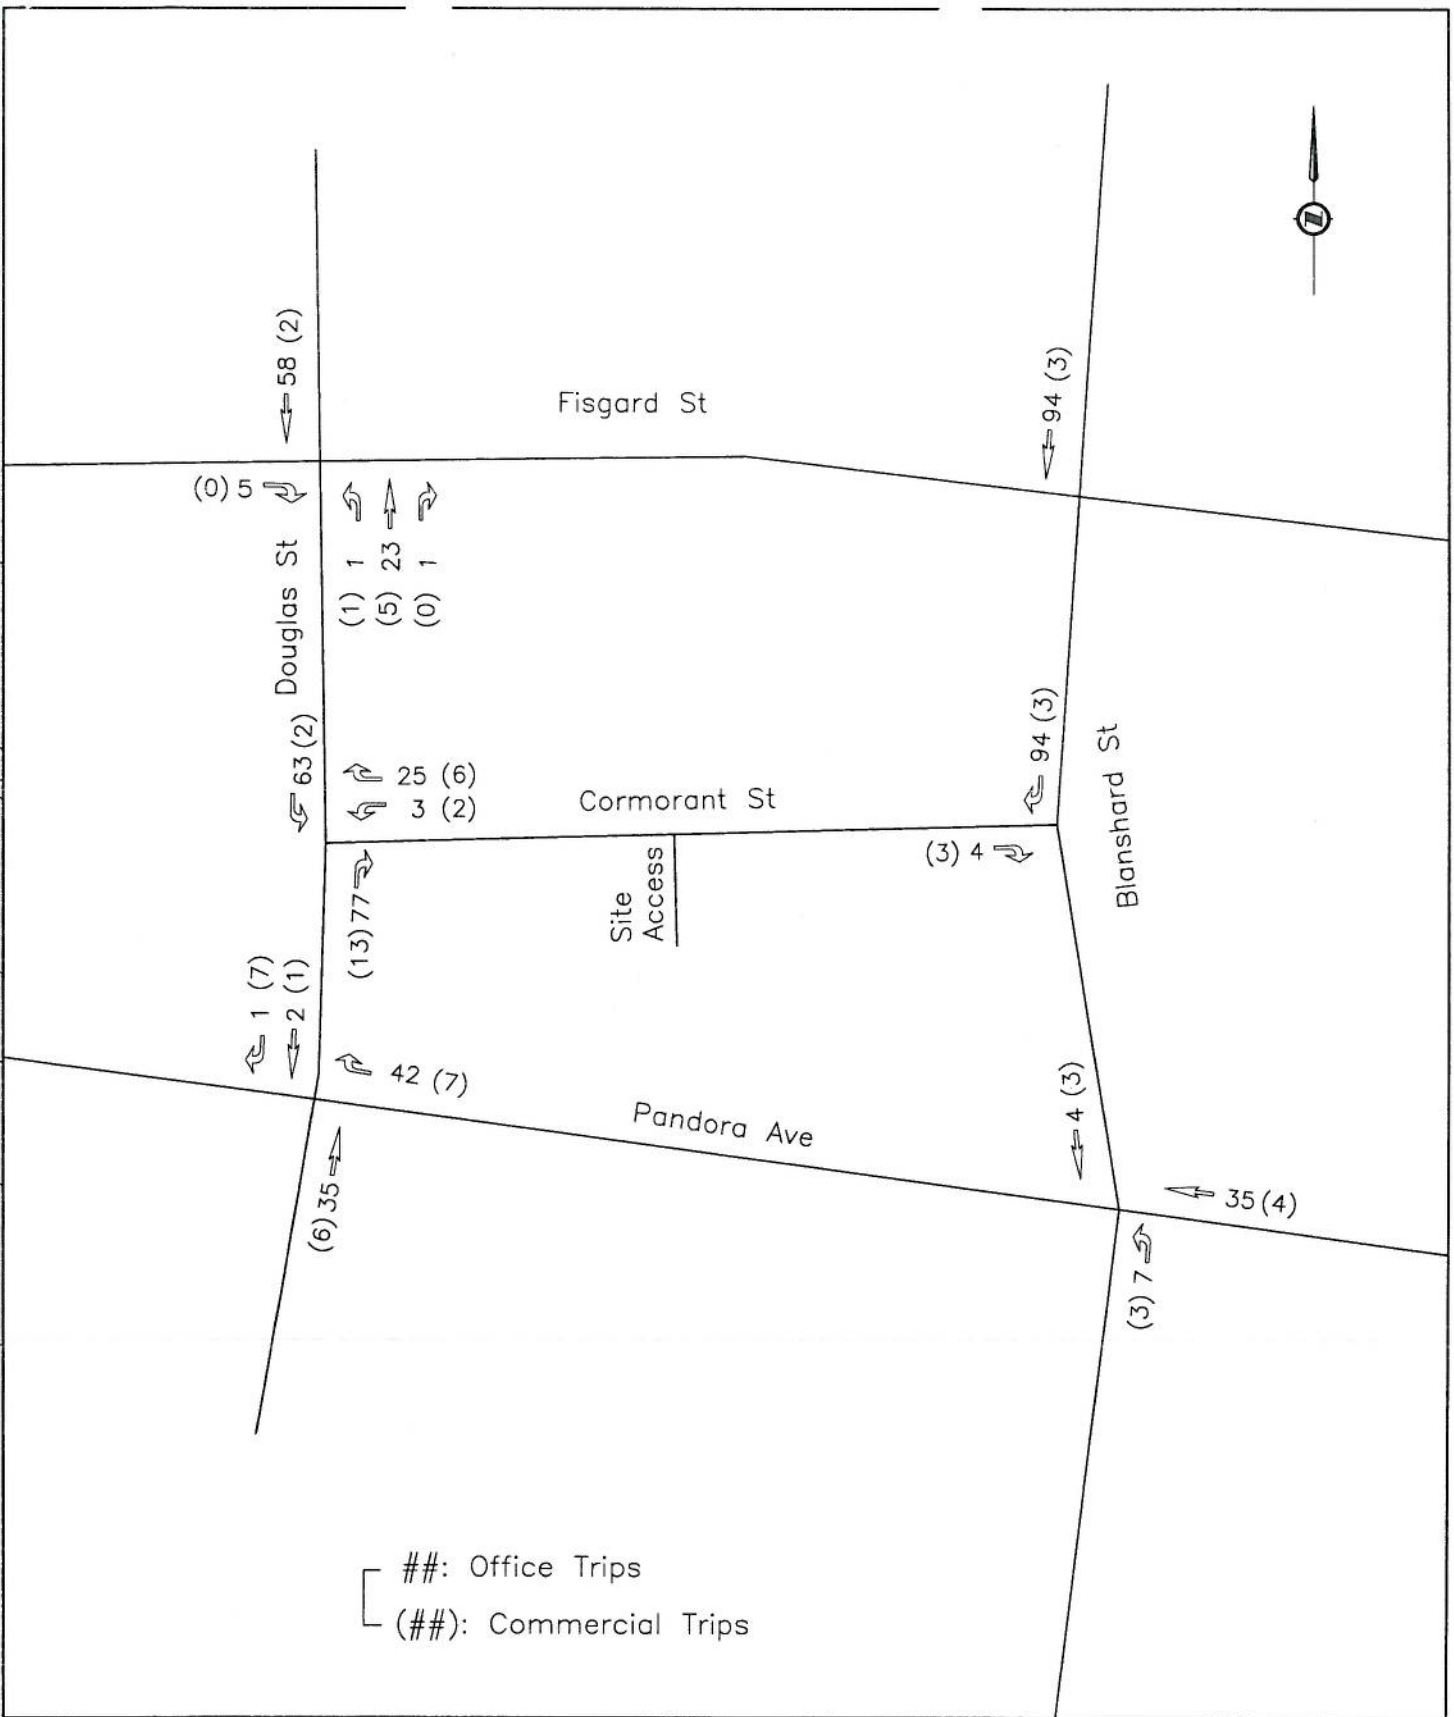 58 (2)
94 (3)
Fisgard St
(0) 5
(1) 1
(5) 23
(0) 1
Douglas St
63 (2)
25 (6)
3 (2)
Cormorant St
94 (3)
Blanshard St
(3) 4
(13) 77
Site
Access
1 (7)
2 (1)
42 (7)
Pandora Ave
4 (3)
(6) 35
35 (4)
(3) 7
##: Office Trips
(##): Commercial Trips
N